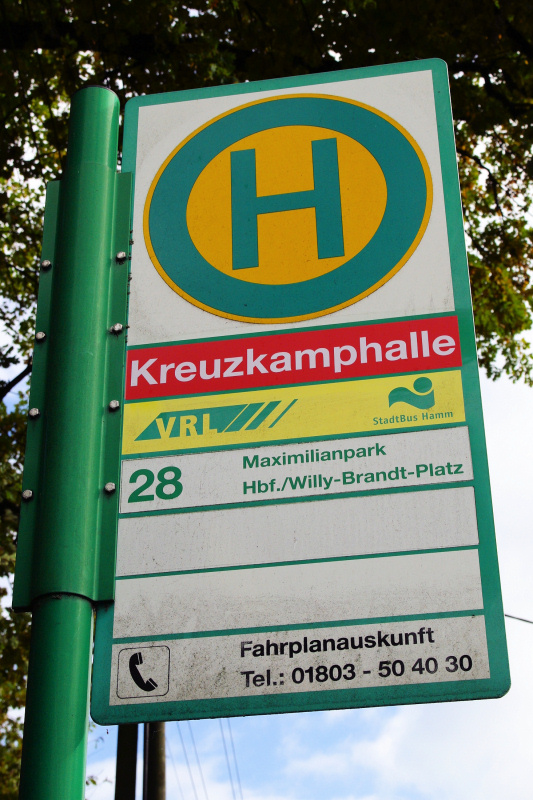 H
Kreuzkamphalle
VRL
StadtBus Hamm
28
Maximilianpark
Hbf./Willy-Brandt-Platz
Fahrplanauskunft
Tel.: 01803 - 50 40 30